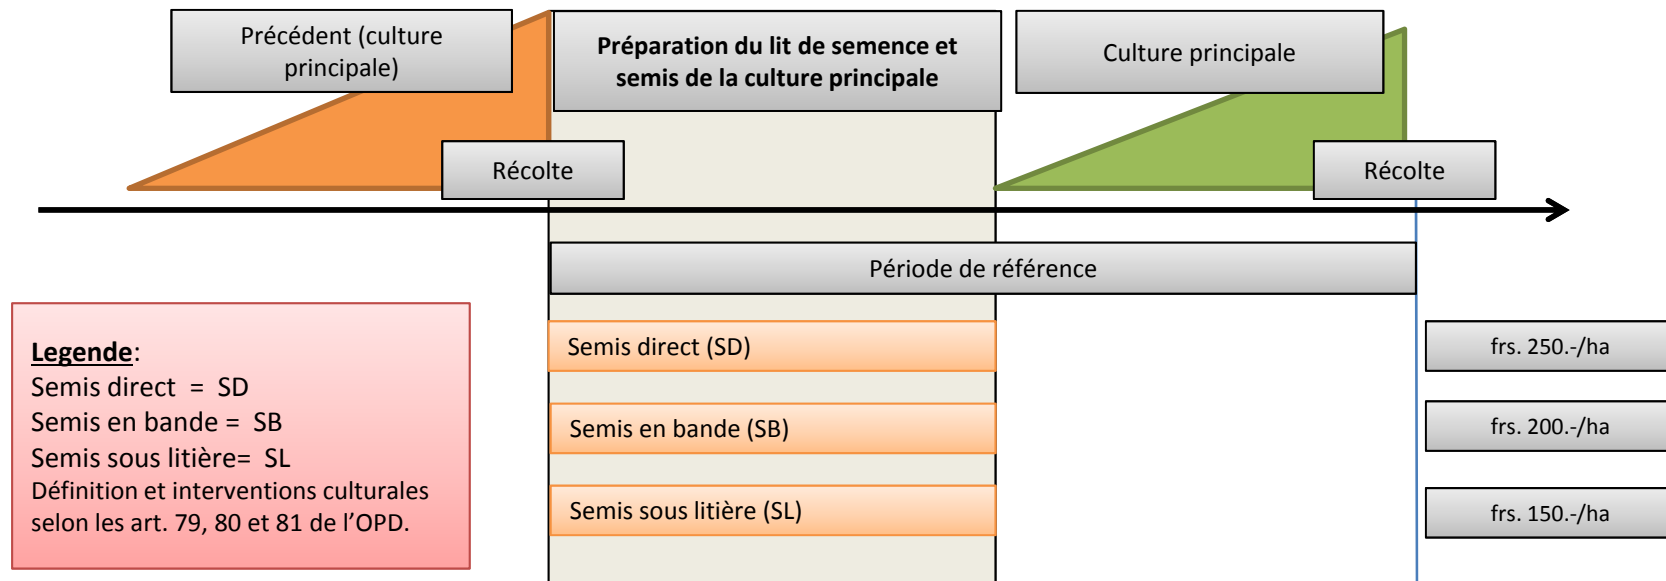 Précédent (culture
principale)
Préparation du lit de semence et
semis de la culture principale
Culture principale
Récolte
Récolte
Période de référence
Legende:
Semis direct = SD
Semis en bande = SB
Semis sous litière= SL
Définition et interventions culturales
selon les art. 79, 80 et 81 de l'OPD.
Semis direct (SD)
frs. 250.-/ha
Semis en bande (SB)
frs. 200.-/ha
Semis sous litière (SL)
frs. 150.-/ha